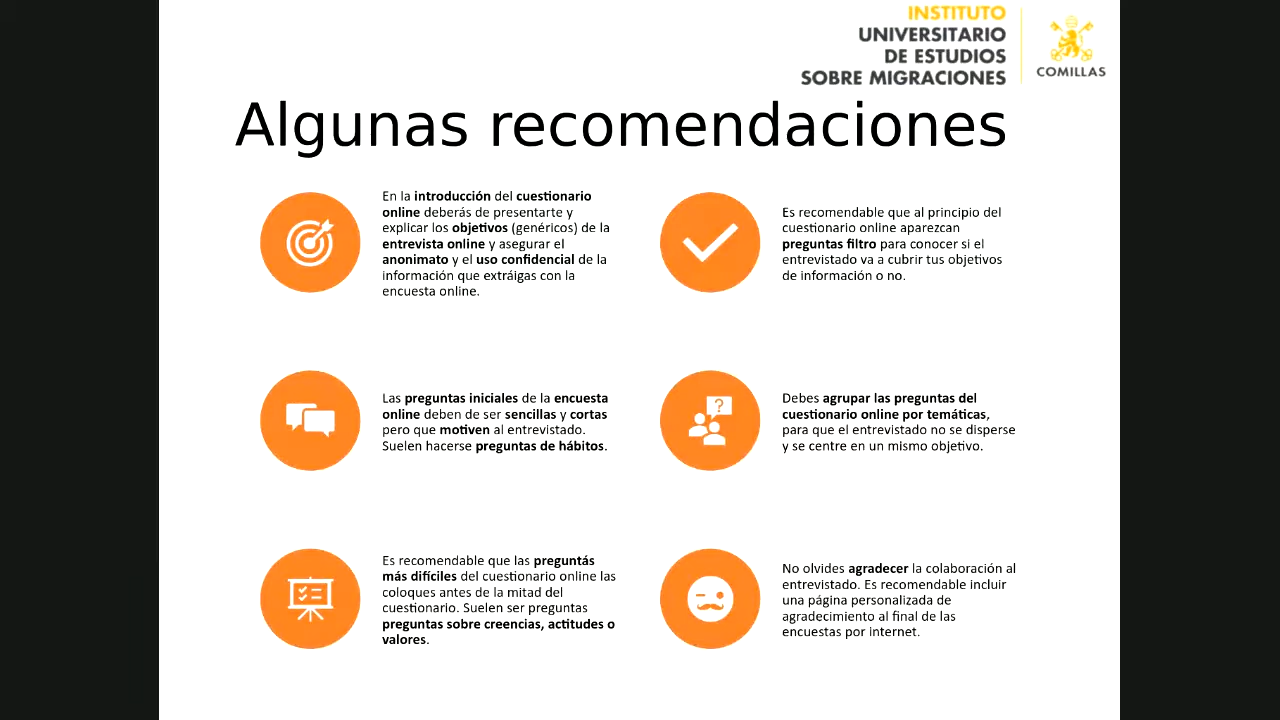 INSTITUTO
UNIVERSITARIO
DE ESTUDIOS
SOBRE MIGRACIONES
COMILLAS
Algunas recomendaciones
En la introducción del cuestionario
online deberás de presentarte y
explicar los objetivos (genéricos) de la
entrevista online y asegurar el
anonimato y el uso confidencial de la
información que extráigas con la
encuesta online.
Es recomendable que al principio del
cuestionario online aparezcan
preguntas filtro para conocer si el
entrevistado va a cubrir tus objetivos
de información o no.
Las preguntas iniciales de la encuesta
online deben de ser sencillas y cortas
pero que motiven al entrevistado.
Suelen hacerse preguntas de hábitos.
?
Debes agrupar las preguntas del
cuestionario online por temáticas,
para que el entrevistado no se disperse
y se centre en un mismo objetivo.
Es recomendable que las preguntás
más difíciles del cuestionario online las
coloques antes de la mitad del
cuestionario. Suelen ser preguntas
preguntas sobre creencias, actitudes o
valores.
No olvides agradecer la colaboración al
entrevistado. Es recomendable incluir
una página personalizada de
agradecimiento al final de las
encuestas por internet.